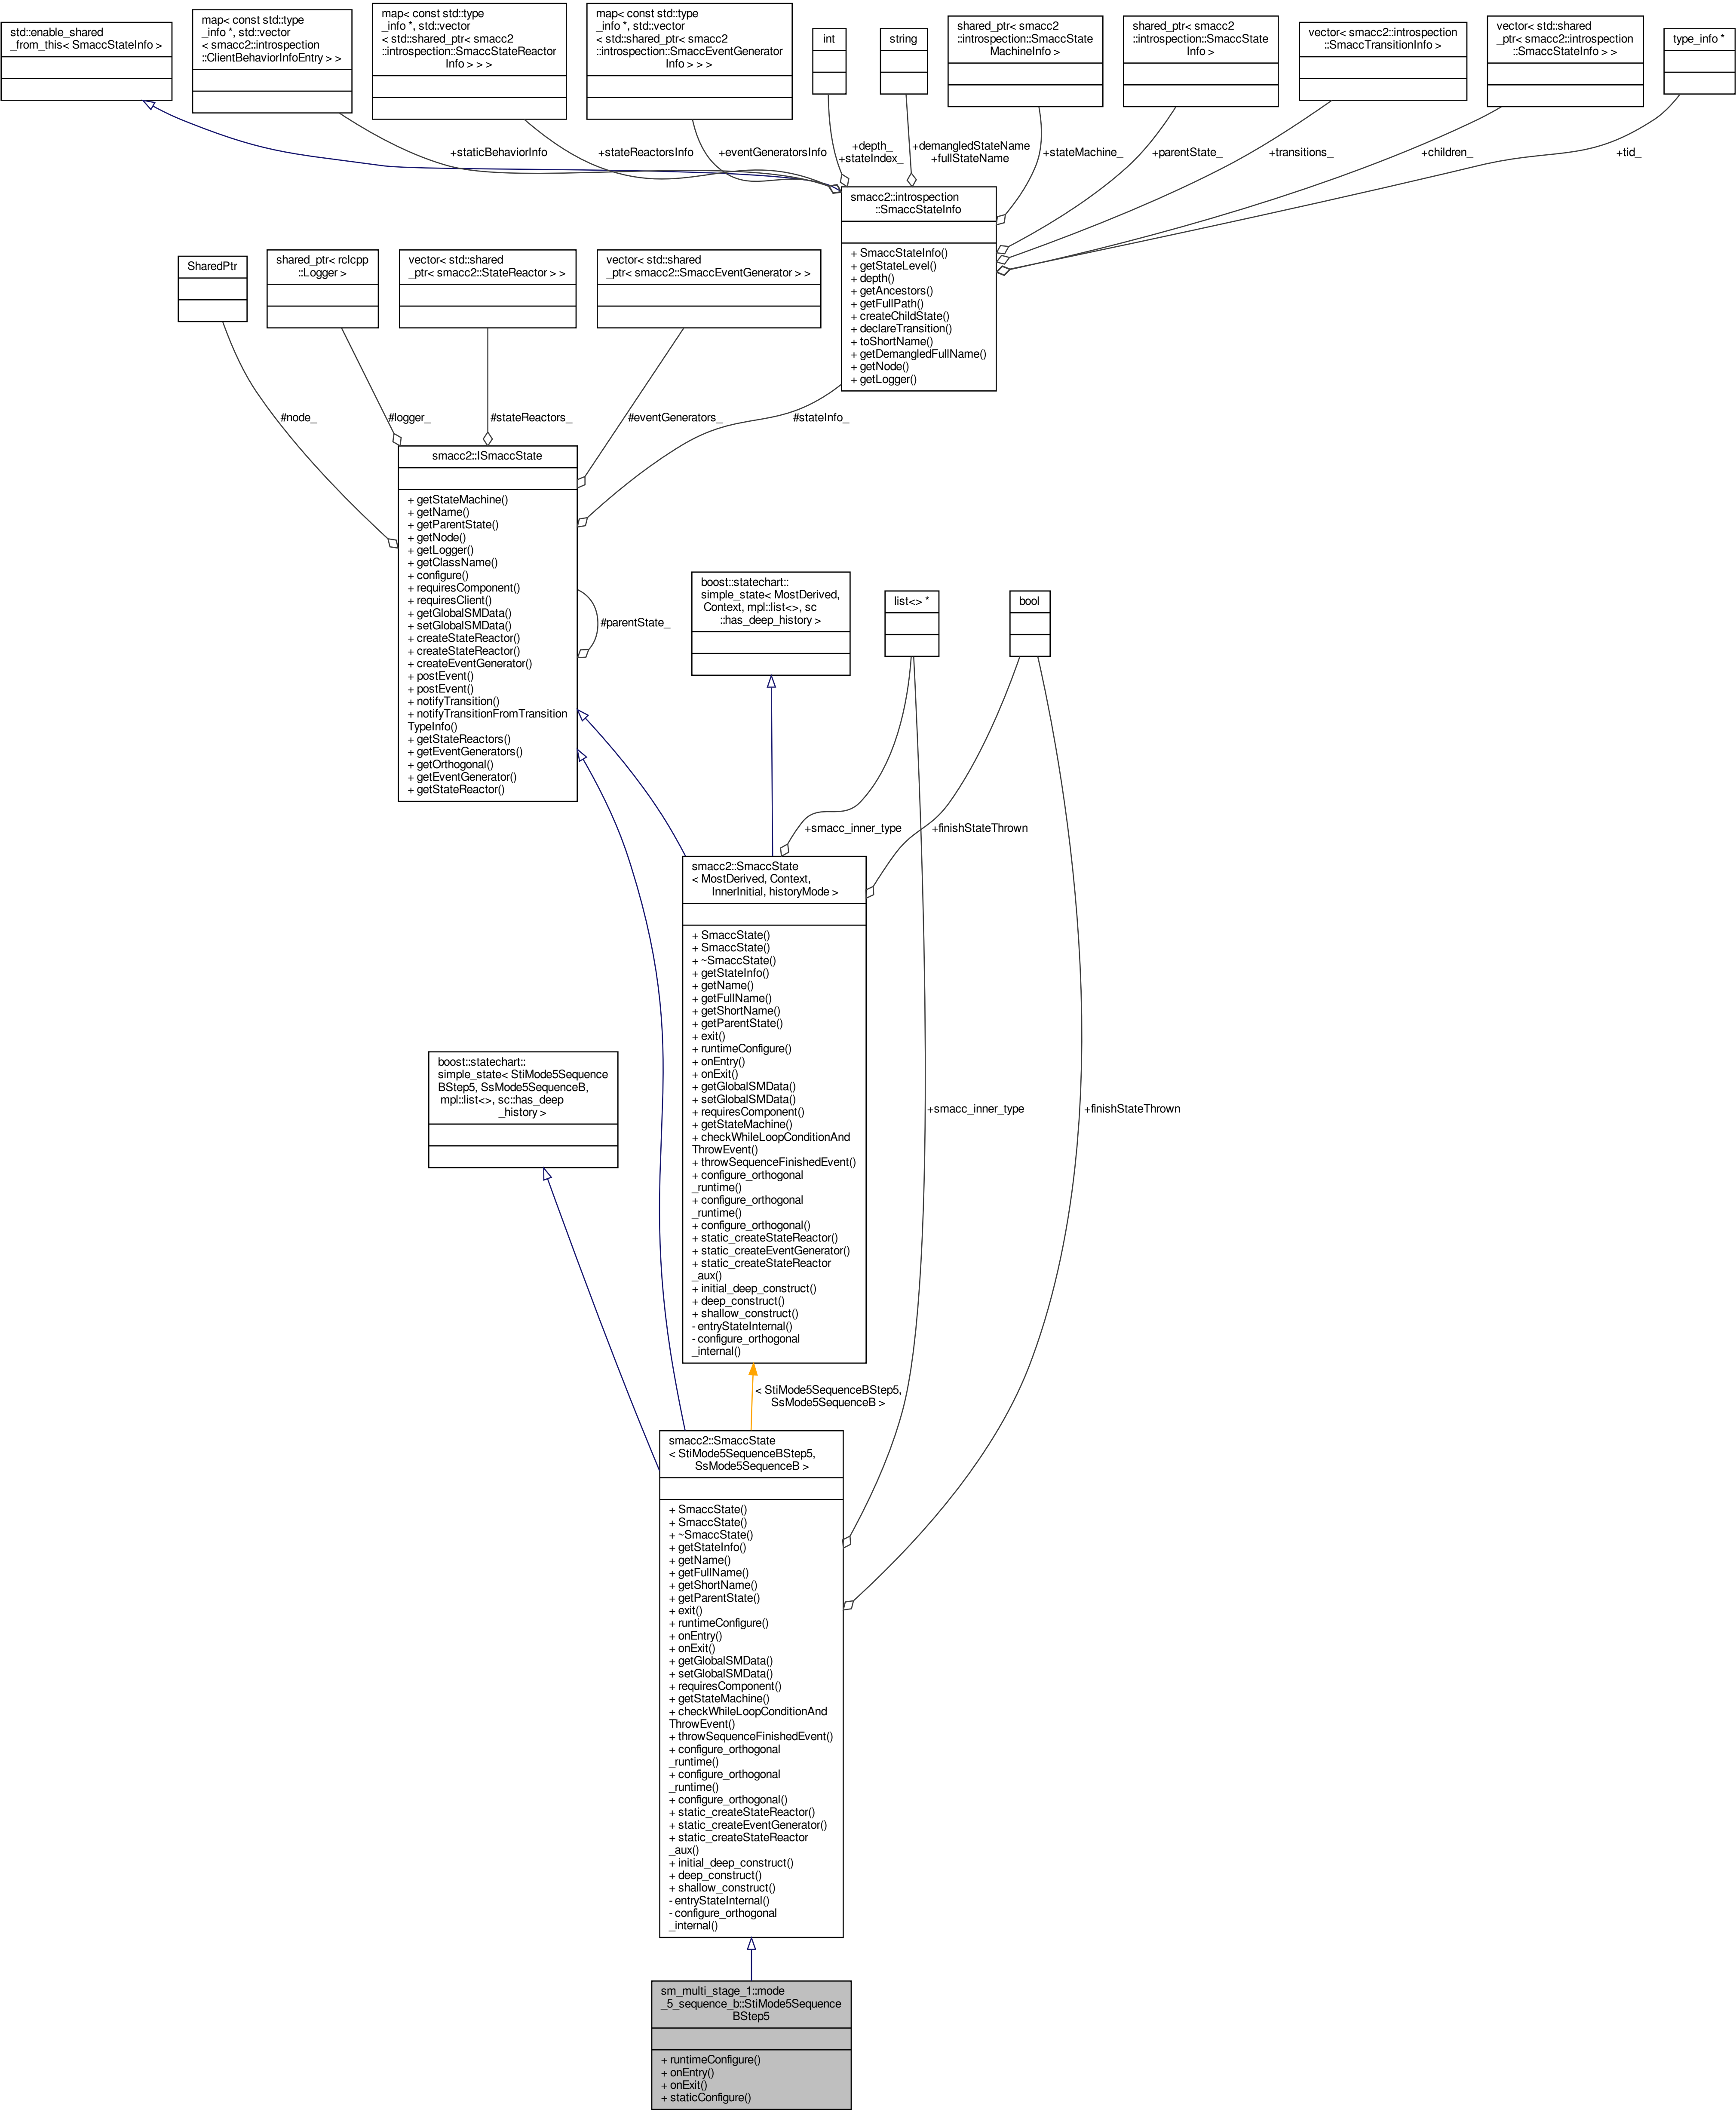 std::enable_shared
_from_this< SmaccStateInfo >
map< const std::type
_info *, std::vector
< smacc2::introspection
::ClientBehaviorInfoEntry > >
map< const std::type
_info *, std::vector
< std::shared_ptr< smacc2
::introspection::SmaccStateReactor
Info > > >
map< const std::type
_info *, std::vector
< std::shared_ptr< smacc2
::introspection::SmaccEventGenerator
Info > > >
int
string
shared_ptr< smacc2
::introspection::SmaccState
MachineInfo >
shared_ptr< smacc2
::introspection::SmaccState
Info >
vector< smacc2::introspection
::SmaccTransitionInfo >
vector< std::shared
_ptr< smacc2::introspection
::SmaccStateInfo > >
type_info *
+staticBehaviorInfo
+stateReactorsInfo
+eventGeneratorsInfo
+depth_
+stateIndex_
+demangledStateName
+fullStateName
+stateMachine_
+parentState_
+transitions_
+children_
+tid_
smacc2::introspection
::SmaccStateInfo
+ SmaccStateInfo()
+ getStateLevel()
+ depth()
+ getAncestors()
+ getFullPath()
+ createChildState()
+ declareTransition()
+ toShortName()
+ getDemangledFullName()
+ getNode()
+ getLogger()
SharedPtr
shared_ptr< rclcpp
::Logger >
vector< std::shared
_ptr< smacc2::StateReactor > >
vector< std::shared
_ptr< smacc2::SmaccEventGenerator > >
#node_
#logger_
#stateReactors_
#eventGenerators_
#stateInfo_
smacc2::ISmaccState
+ getStateMachine()
+ getName()
+ getParentState()
+ getNode()
+ getLogger()
+ getClassName()
+ configure()
+ requiresComponent()
+ requiresClient()
+ getGlobalSMData()
+ setGlobalSMData()
+ createStateReactor()
+ createStateReactor()
+ createEventGenerator()
+ postEvent()
+ postEvent()
+ notifyTransition()
+ notifyTransitionFromTransition
TypeInfo()
+ getStateReactors()
+ getEventGenerators()
+ getOrthogonal()
+ getEventGenerator()
+ getStateReactor()
#parentState_
boost::statechart::
simple_state< MostDerived,
Context, mpl::list<>, sc
::has_deep_history >
list<> *
bool
+smacc_inner_type
+finishStateThrown
smacc2::SmaccState
< MostDerived, Context,
InnerInitial, historyMode >
+ SmaccState()
+ SmaccState()
+ ~SmaccState()
+ getStateInfo()
+ getName()
+ getFullName()
+ getShortName()
+ getParentState()
+ exit()
+ runtimeConfigure()
+ onEntry()
+ onExit()
+ getGlobalSMData()
+ setGlobalSMData()
+ requiresComponent()
+ getStateMachine()
+ checkWhileLoopConditionAnd
ThrowEvent()
+ throwSequenceFinishedEvent()
+ configure_orthogonal
_runtime()
+ configure_orthogonal
_runtime()
+ configure_orthogonal()
+ static_createStateReactor()
+ static_createEventGenerator()
+ static_createStateReactor
_aux()
+ initial_deep_construct()
+ deep_construct()
+ shallow_construct()
- entryStateInternal()
- configure_orthogonal
_internal()
boost::statechart::
simple_state< StiMode5Sequence
BStep5, SsMode5SequenceB,
mpl::list<>, sc::has_deep
_history >
+smacc_inner_type
+finishStateThrown
< StiMode5SequenceBStep5,
SsMode5SequenceB >
smacc2::SmaccState
< StiMode5SequenceBStep5,
SsMode5SequenceB >
+ SmaccState()
+ SmaccState()
+ ~SmaccState()
+ getStateInfo()
+ getName()
+ getFullName()
+ getShortName()
+ getParentState()
+ exit()
+ runtimeConfigure()
+ onEntry()
+ onExit()
+ getGlobalSMData()
+ setGlobalSMData()
+ requiresComponent()
+ getStateMachine()
+ checkWhileLoopConditionAnd
ThrowEvent()
+ throwSequenceFinishedEvent()
+ configure_orthogonal
_runtime()
+ configure_orthogonal
_runtime()
+ configure_orthogonal()
+ static_createStateReactor()
+ static_createEventGenerator()
+ static_createStateReactor
_aux()
+ initial_deep_construct()
+ deep_construct()
+ shallow_construct()
- entryStateInternal()
- configure_orthogonal
_internal()
sm_multi_stage_1::mode
_5_sequence_b::StiMode5Sequence
BStep5
+ runtimeConfigure()
+ onEntry()
+ onExit()
+ staticConfigure()